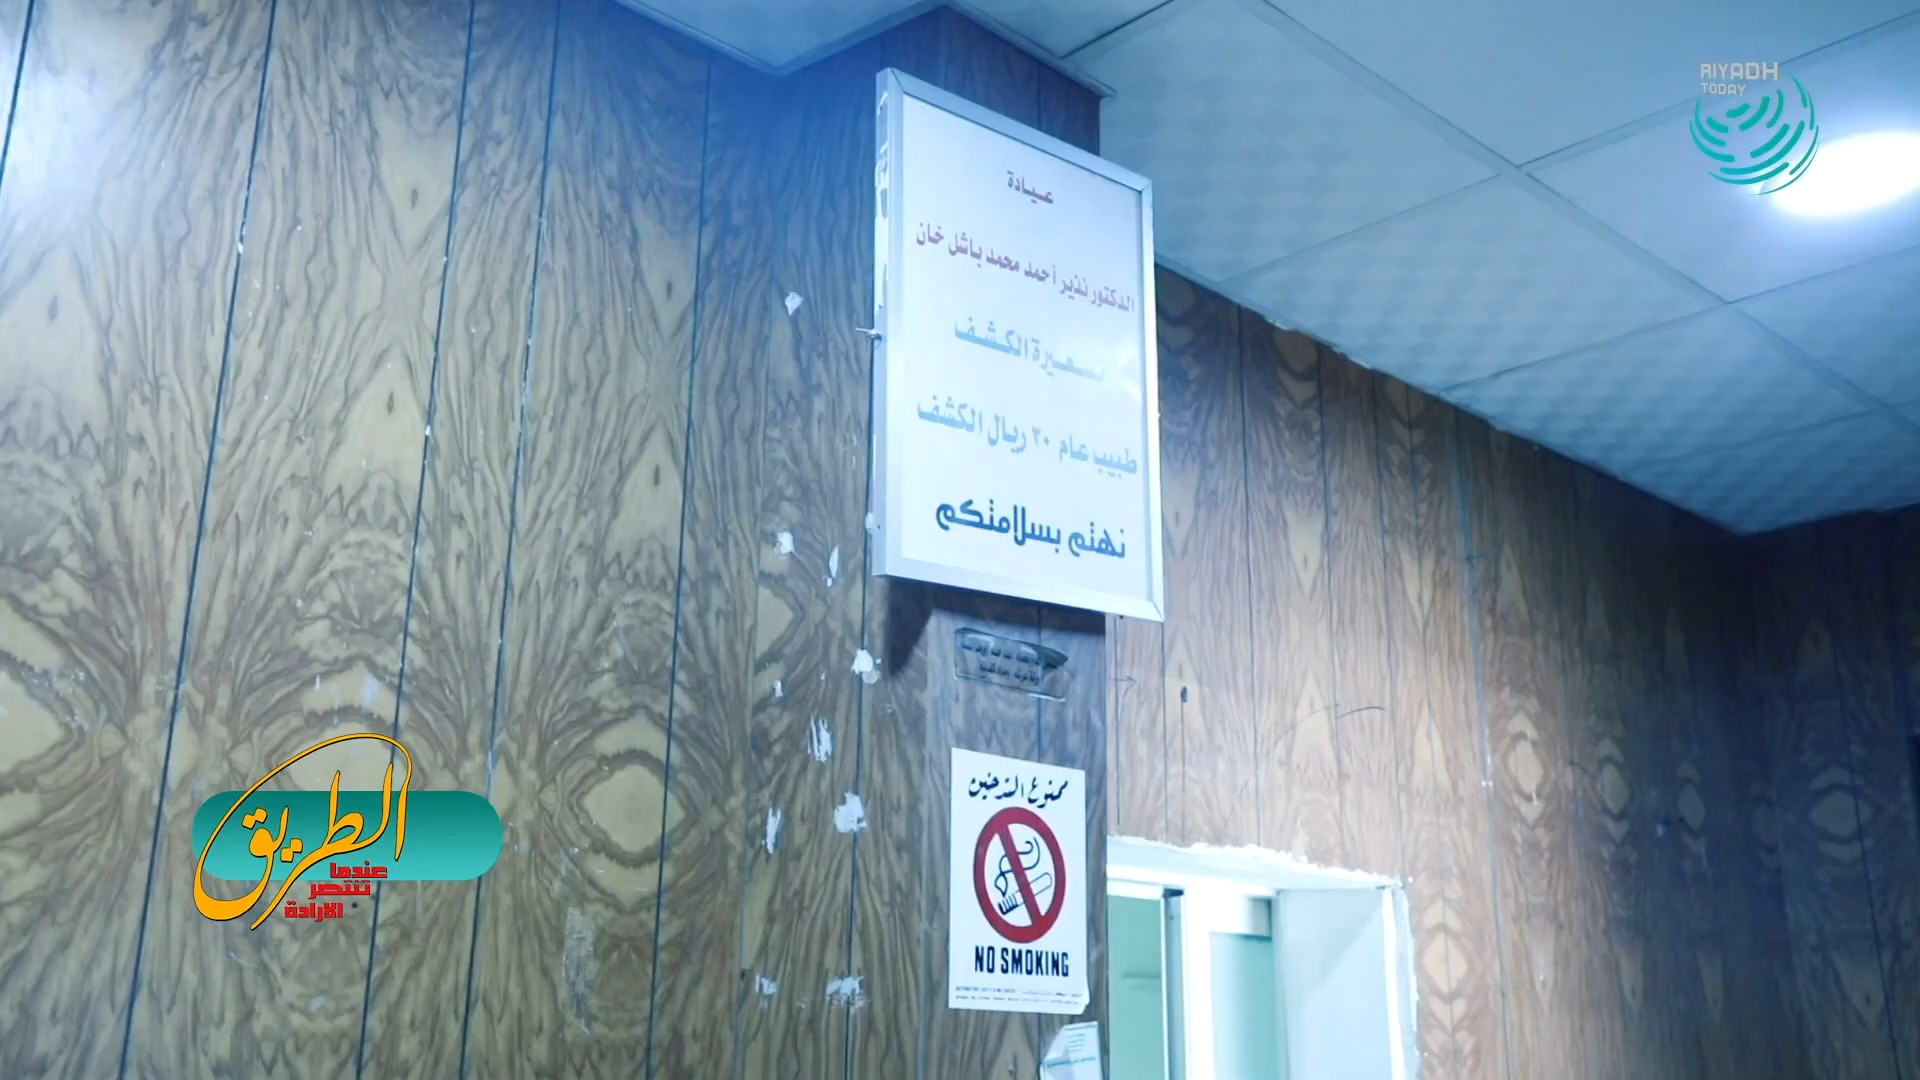 RIYADH
TODAY
عيادة
الدكتور نذير أحمد محمد باشل خان
تسعيرة الكشف
طبيب عام ٣٠ ريال الكشف
نهتم بسلامتكم
ممنوع التدخين
NO SMOKING
الطريق
عندما
تنتصر
الارادة